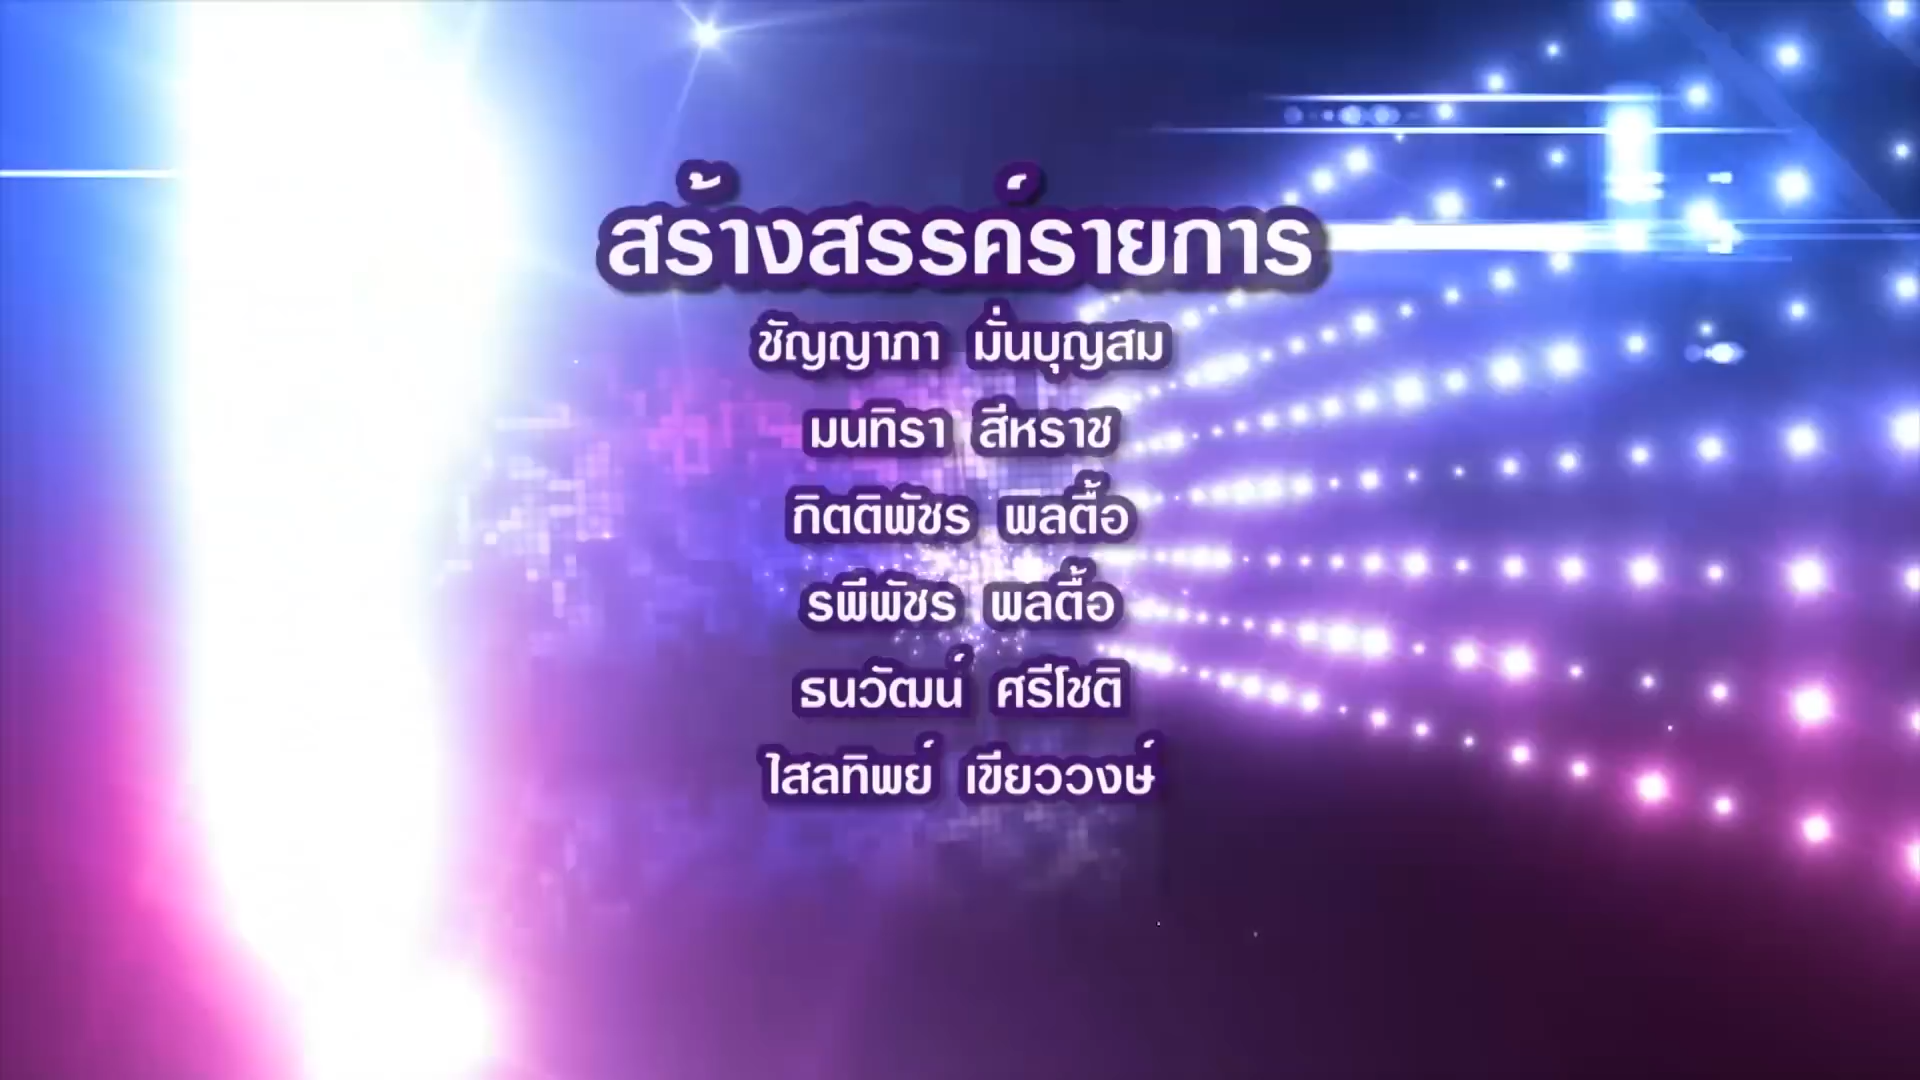 สร้างสรรค์รายการ
ชัญญาภา มั่นบุญสม
มนทิรา สีหราช
กิตติพัชร พลตื้อ
รพีพัชร พลตื้อ
ธนวัฒน์ ศรีโชติ
ไสลทิพย์ เขียววงษ์